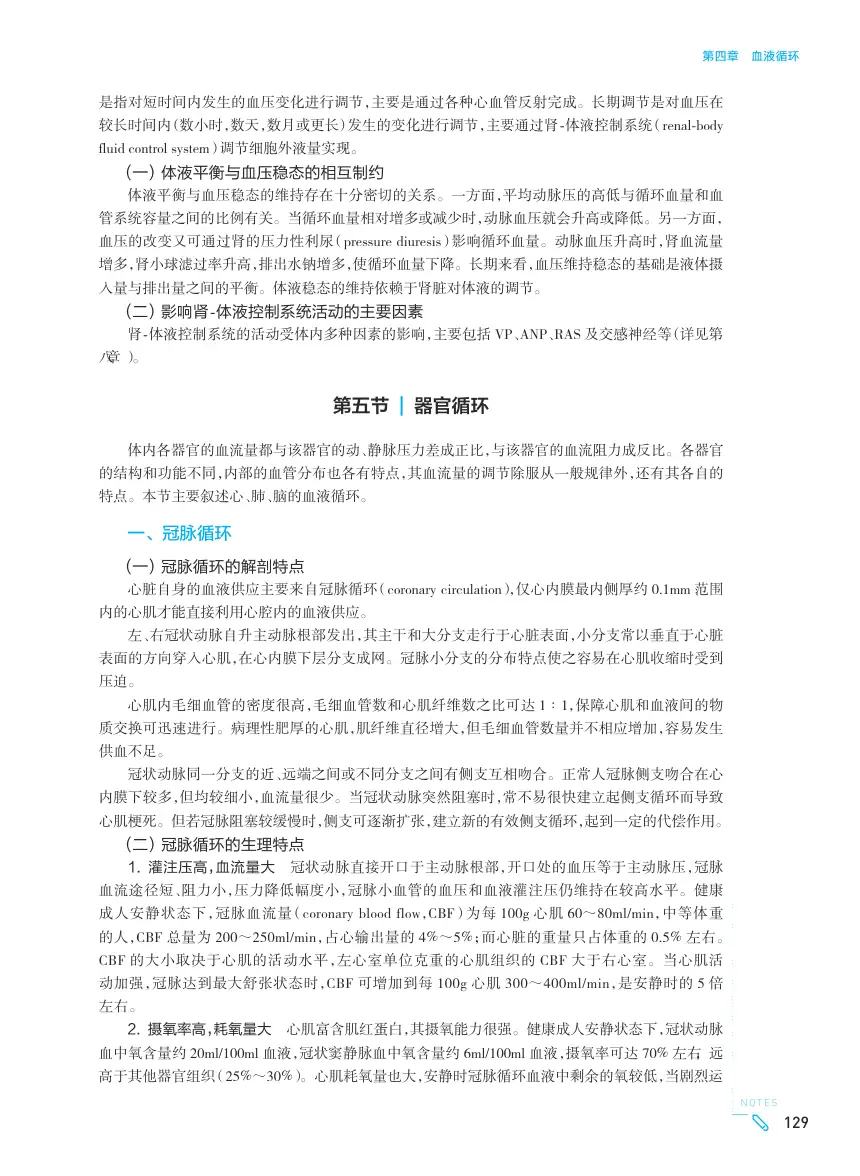 第四章 血液循环
是指对短时间内发生的血压变化进行调节,主要是通过各种心血管反射完成。长期调节是对血压在
较长时间内(数小时,数天,数月或更长)发生的变化进行调节,主要通过肾-体液控制系统(renal-body
fluid control system)调节细胞外液量实现。
(一)体液平衡与血压稳态的相互制约
体液平衡与血压稳态的维持存在十分密切的关系。一方面,平均动脉压的高低与循环血量和血
管系统容量之间的比例有关。当循环血量相对增多或减少时,动脉血压就会升高或降低。另一方面,
血压的改变又可通过肾的压力性利尿(pressure diuresis)影响循环血量。动脉血压升高时,肾血流量
增多,肾小球滤过率升高,排出水钠增多,使循环血量下降。长期来看,血压维持稳态的基础是液体摄
入量与排出量之间的平衡。体液稳态的维持依赖于肾脏对体液的调节。
(二)影响肾-体液控制系统活动的主要因素
肾-体液控制系统的活动受体内多种因素的影响,主要包括 VP、ANP、RAS 及交感神经等(详见第
八章)。
第五节 | 器官循环
体内各器官的血流量都与该器官的动、静脉压力差成正比,与该器官的血流阻力成反比。各器官
的结构和功能不同,内部的血管分布也各有特点,其血流量的调节除服从一般规律外,还有其各自的
特点。本节主要叙述心、肺、脑的血液循环。
一、冠脉循环
(一)冠脉循环的解剖特点
心脏自身的血液供应主要来自冠脉循环(coronary circulation),仅心内膜最内侧厚约 0.1mm 范围
内的心肌才能直接利用心腔内的血液供应。
左、右冠状动脉自升主动脉根部发出,其主干和大分支走行于心脏表面,小分支常以垂直于心脏
表面的方向穿入心肌,在心内膜下层分支成网。冠脉小分支的分布特点使之容易在心肌收缩时受到
压迫。
心肌内毛细血管的密度很高,毛细血管数和心肌纤维数之比可达 1∶1,保障心肌和血液间的物
质交换可迅速进行。病理性肥厚的心肌,肌纤维直径增大,但毛细血管数量并不相应增加,容易发生
供血不足。
冠状动脉同一分支的近、远端之间或不同分支之间有侧支互相吻合。正常人冠脉侧支吻合在心
内膜下较多,但均较细小,血流量很少。当冠状动脉突然阻塞时,常不易很快建立起侧支循环而导致
心肌梗死。但若冠脉阻塞较缓慢时,侧支可逐渐扩张,建立新的有效侧支循环,起到一定的代偿作用。
(二)冠脉循环的生理特点
1. 灌注压高,血流量大 冠状动脉直接开口于主动脉根部,开口处的血压等于主动脉压,冠脉
血流途径短、阻力小,压力降低幅度小,冠脉小血管的血压和血液灌注压仍维持在较高水平。健康
成人安静状态下,冠脉血流量(coronary blood flow,CBF)为每 100g 心肌 60~80ml/min,中等体重
的人,CBF 总量为 200~250ml/min,占心输出量的 4%~5%;而心脏的重量只占体重的 0.5% 左右。
CBF 的大小取决于心肌的活动水平,左心室单位克重的心肌组织的 CBF 大于右心室。当心肌活
动加强,冠脉达到最大舒张状态时,CBF 可增加到每 100g 心肌 300~400ml/min,是安静时的 5 倍
左右。
2. 摄氧率高,耗氧量大 心肌富含肌红蛋白,其摄氧能力很强。健康成人安静状态下,冠状动脉
血中氧含量约 20ml/100ml 血液,冠状窦静脉血中氧含量约 6ml/100ml 血液,摄氧率可达 70% 左右 远
高于其他器官组织(25%~30%)。心肌耗氧量也大,安静时冠脉循环血液中剩余的氧较低,当剧烈运
NOTES
129